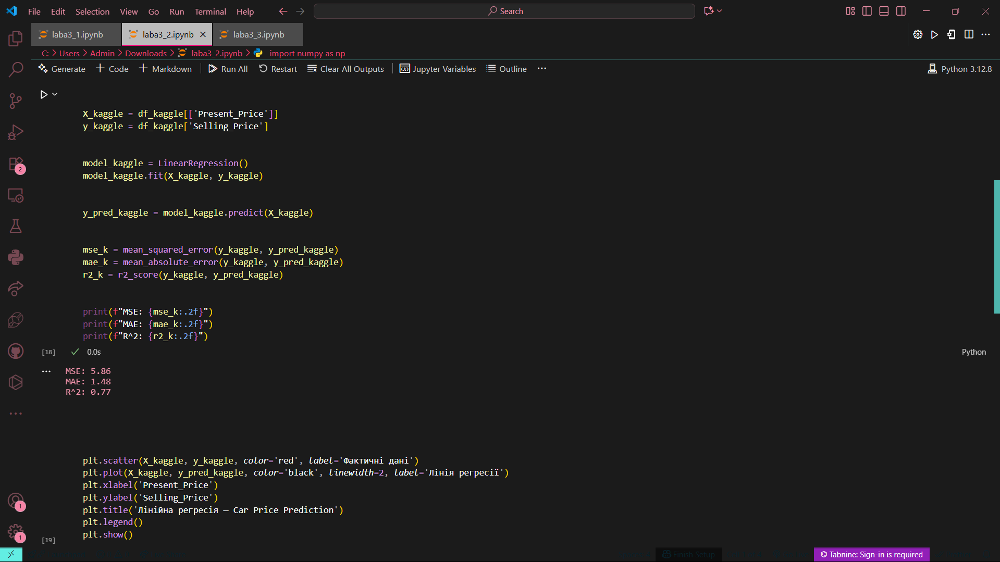 File Edit Selection View Go Run Terminal Help Search
laba3_1.ipynb laba3_2.ipynb laba3_3.ipynb
C: > Users > Admin > Downloads > laba3_2.ipynb > import numpy as np
Generate + Code + Markdown Run All Restart Clear All Outputs Jupyter Variables Outline ... Python 3.12.8
X_kaggle = df_kaggle[['Present_Price']]
y_kaggle = df_kaggle['Selling_Price']
model_kaggle = LinearRegression()
model_kaggle.fit(X_kaggle, y_kaggle)
2
y_pred_kaggle = model_kaggle.predict(X_kaggle)
mse_k = mean_squared_error(y_kaggle, y_pred_kaggle)
mae_k = mean_absolute_error(y_kaggle, y_pred_kaggle)
r2_k = r2_score(y_kaggle, y_pred_kaggle)
print(f"MSE: {mse_k:.2f}")
print(f"MAE: {mae_k:.2f}")
print(f"R^2: {r2_k:.2f}")
[18] 0.0s Python
MSE: 5.86
MAE: 1.48
R^2: 0.77
plt.scatter(X_kaggle, y_kaggle, color='red', label='Фактичні дані')
plt.plot(X_kaggle, y_pred_kaggle, color='black', linewidth=2, label='Лінія регресії')
plt.xlabel('Present_Price')
plt.ylabel('Selling_Price')
plt.title('Лінійна регресія — Car Price Prediction')
plt.legend()
plt.show()
1
1
[19]
Finish Setup Tabnine: Sign-in is required